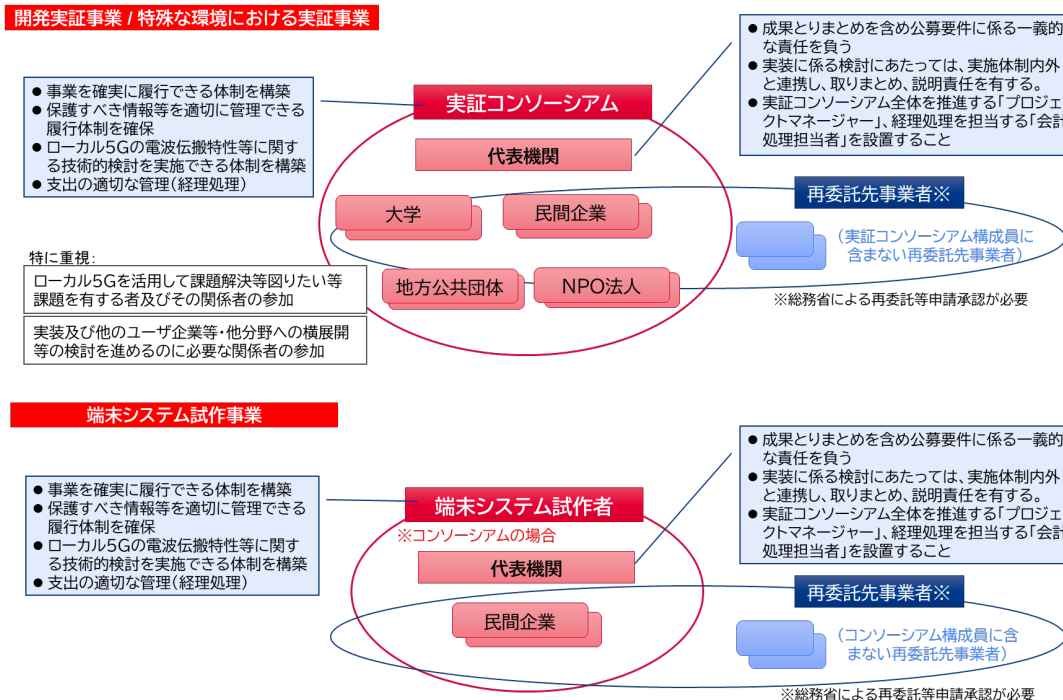 開発実証事業 / 特殊な環境における実証事業
● 事業を確実に履行できる体制を構築
● 保護すべき情報等を適切に管理できる
履行体制を確保
● ローカル5Gの電波伝搬特性等に関す
る技術的検討を実施できる体制を構築
● 支出の適切な管理(経理処理)
特に重視:
ローカル5Gを活用して課題解決等図りたい等
課題を有する者及びその関係者の参加
実装及び他のユーザ企業等・他分野への横展開
等の検討を進めるのに必要な関係者の参加
実証コンソーシアム
代表機関
大学
民間企業
地方公共団体
NPO法人
● 成果とりまとめを含め公募要件に係る一義的
な責任を負う
● 実装に係る検討にあたっては、実施体制内外
と連携し、取りまとめ、説明責任を有する。
● 実証コンソーシアム全体を推進する「プロジェ
クトマネージャー」、経理処理を担当する「会計
処理担当者」を設置すること
再委託先事業者※
(実証コンソーシアム構成員に
含まない再委託先事業者)
※総務省による再委託等申請承認が必要
端末システム試作事業
● 事業を確実に履行できる体制を構築
● 保護すべき情報等を適切に管理できる
履行体制を確保
● ローカル5Gの電波伝搬特性等に関す
る技術的検討を実施できる体制を構築
● 支出の適切な管理(経理処理)
端末システム試作者
※コンソーシアムの場合
代表機関
民間企業
● 成果とりまとめを含め公募要件に係る一義的
な責任を負う
● 実装に係る検討にあたっては、実施体制内外
と連携し、取りまとめ、説明責任を有する。
● 実証コンソーシアム全体を推進する「プロジェ
クトマネージャー」、経理処理を担当する「会計
処理担当者」を設置すること
再委託先事業者※
(コンソーシアム構成員に含
まない再委託先事業者)
※総務省による再委託等申請承認が必要